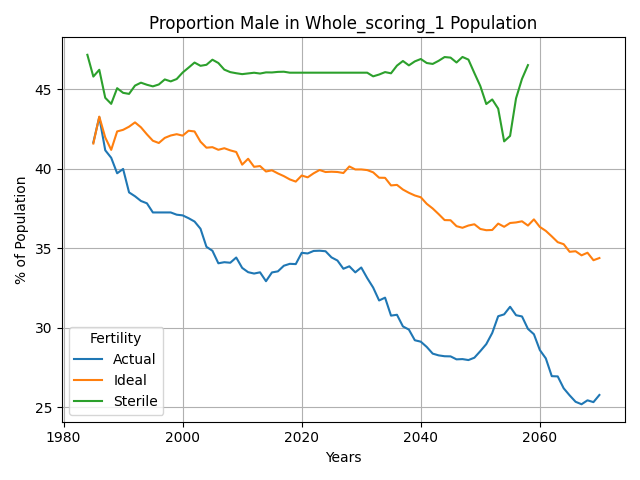 Proportion Male in Whole_scoring_1 Population
% of Population
45
40
35
30
25
Fertility
Actual
Ideal
Sterile
1980
2000
2020
2040
2060
Years